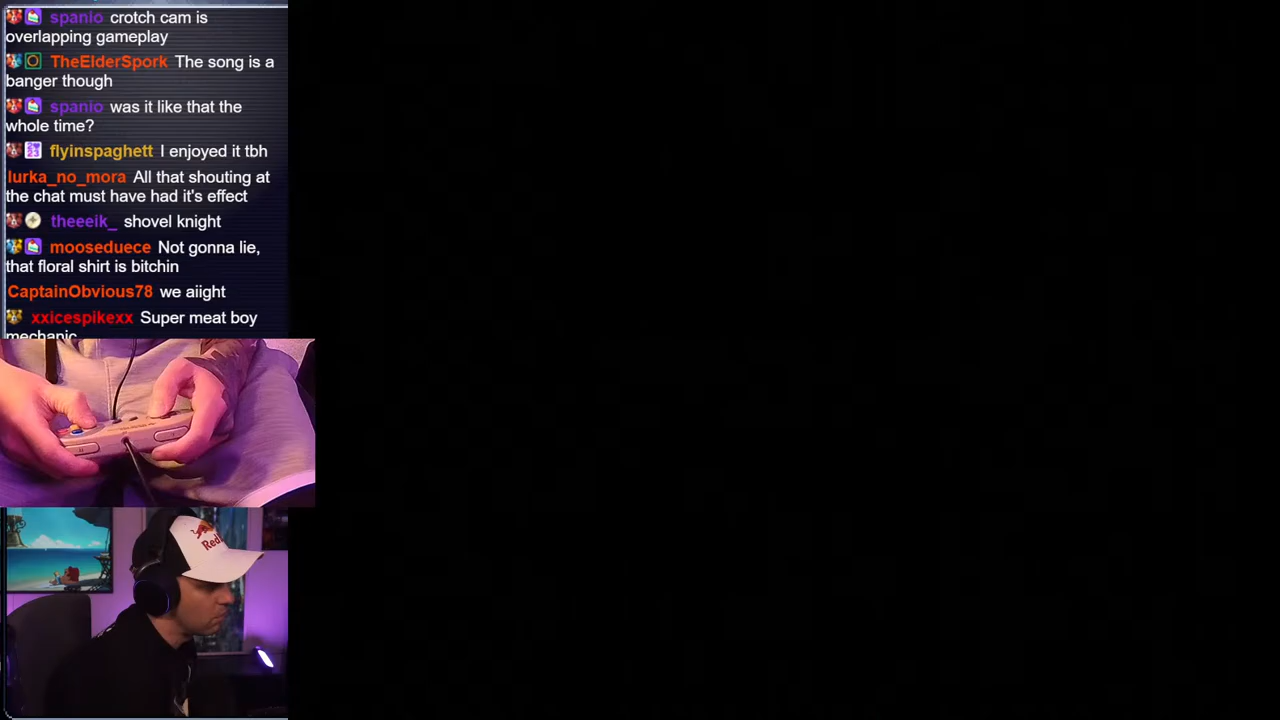 spanio crotch cam is
overlapping gameplay
TheElderSpork The song is a
banger though
spanio was it like that the
whole time?
flyinspaghett I enjoyed it tbh
lurka_no_mora All that shouting at
the chat must have had it's effect
theeeik_ shovel knight
mooseduece Not gonna lie,
that floral shirt is bitchin
CaptainObvious78 we aiight
xxicespikexx Super meat boy
mechanic
Red